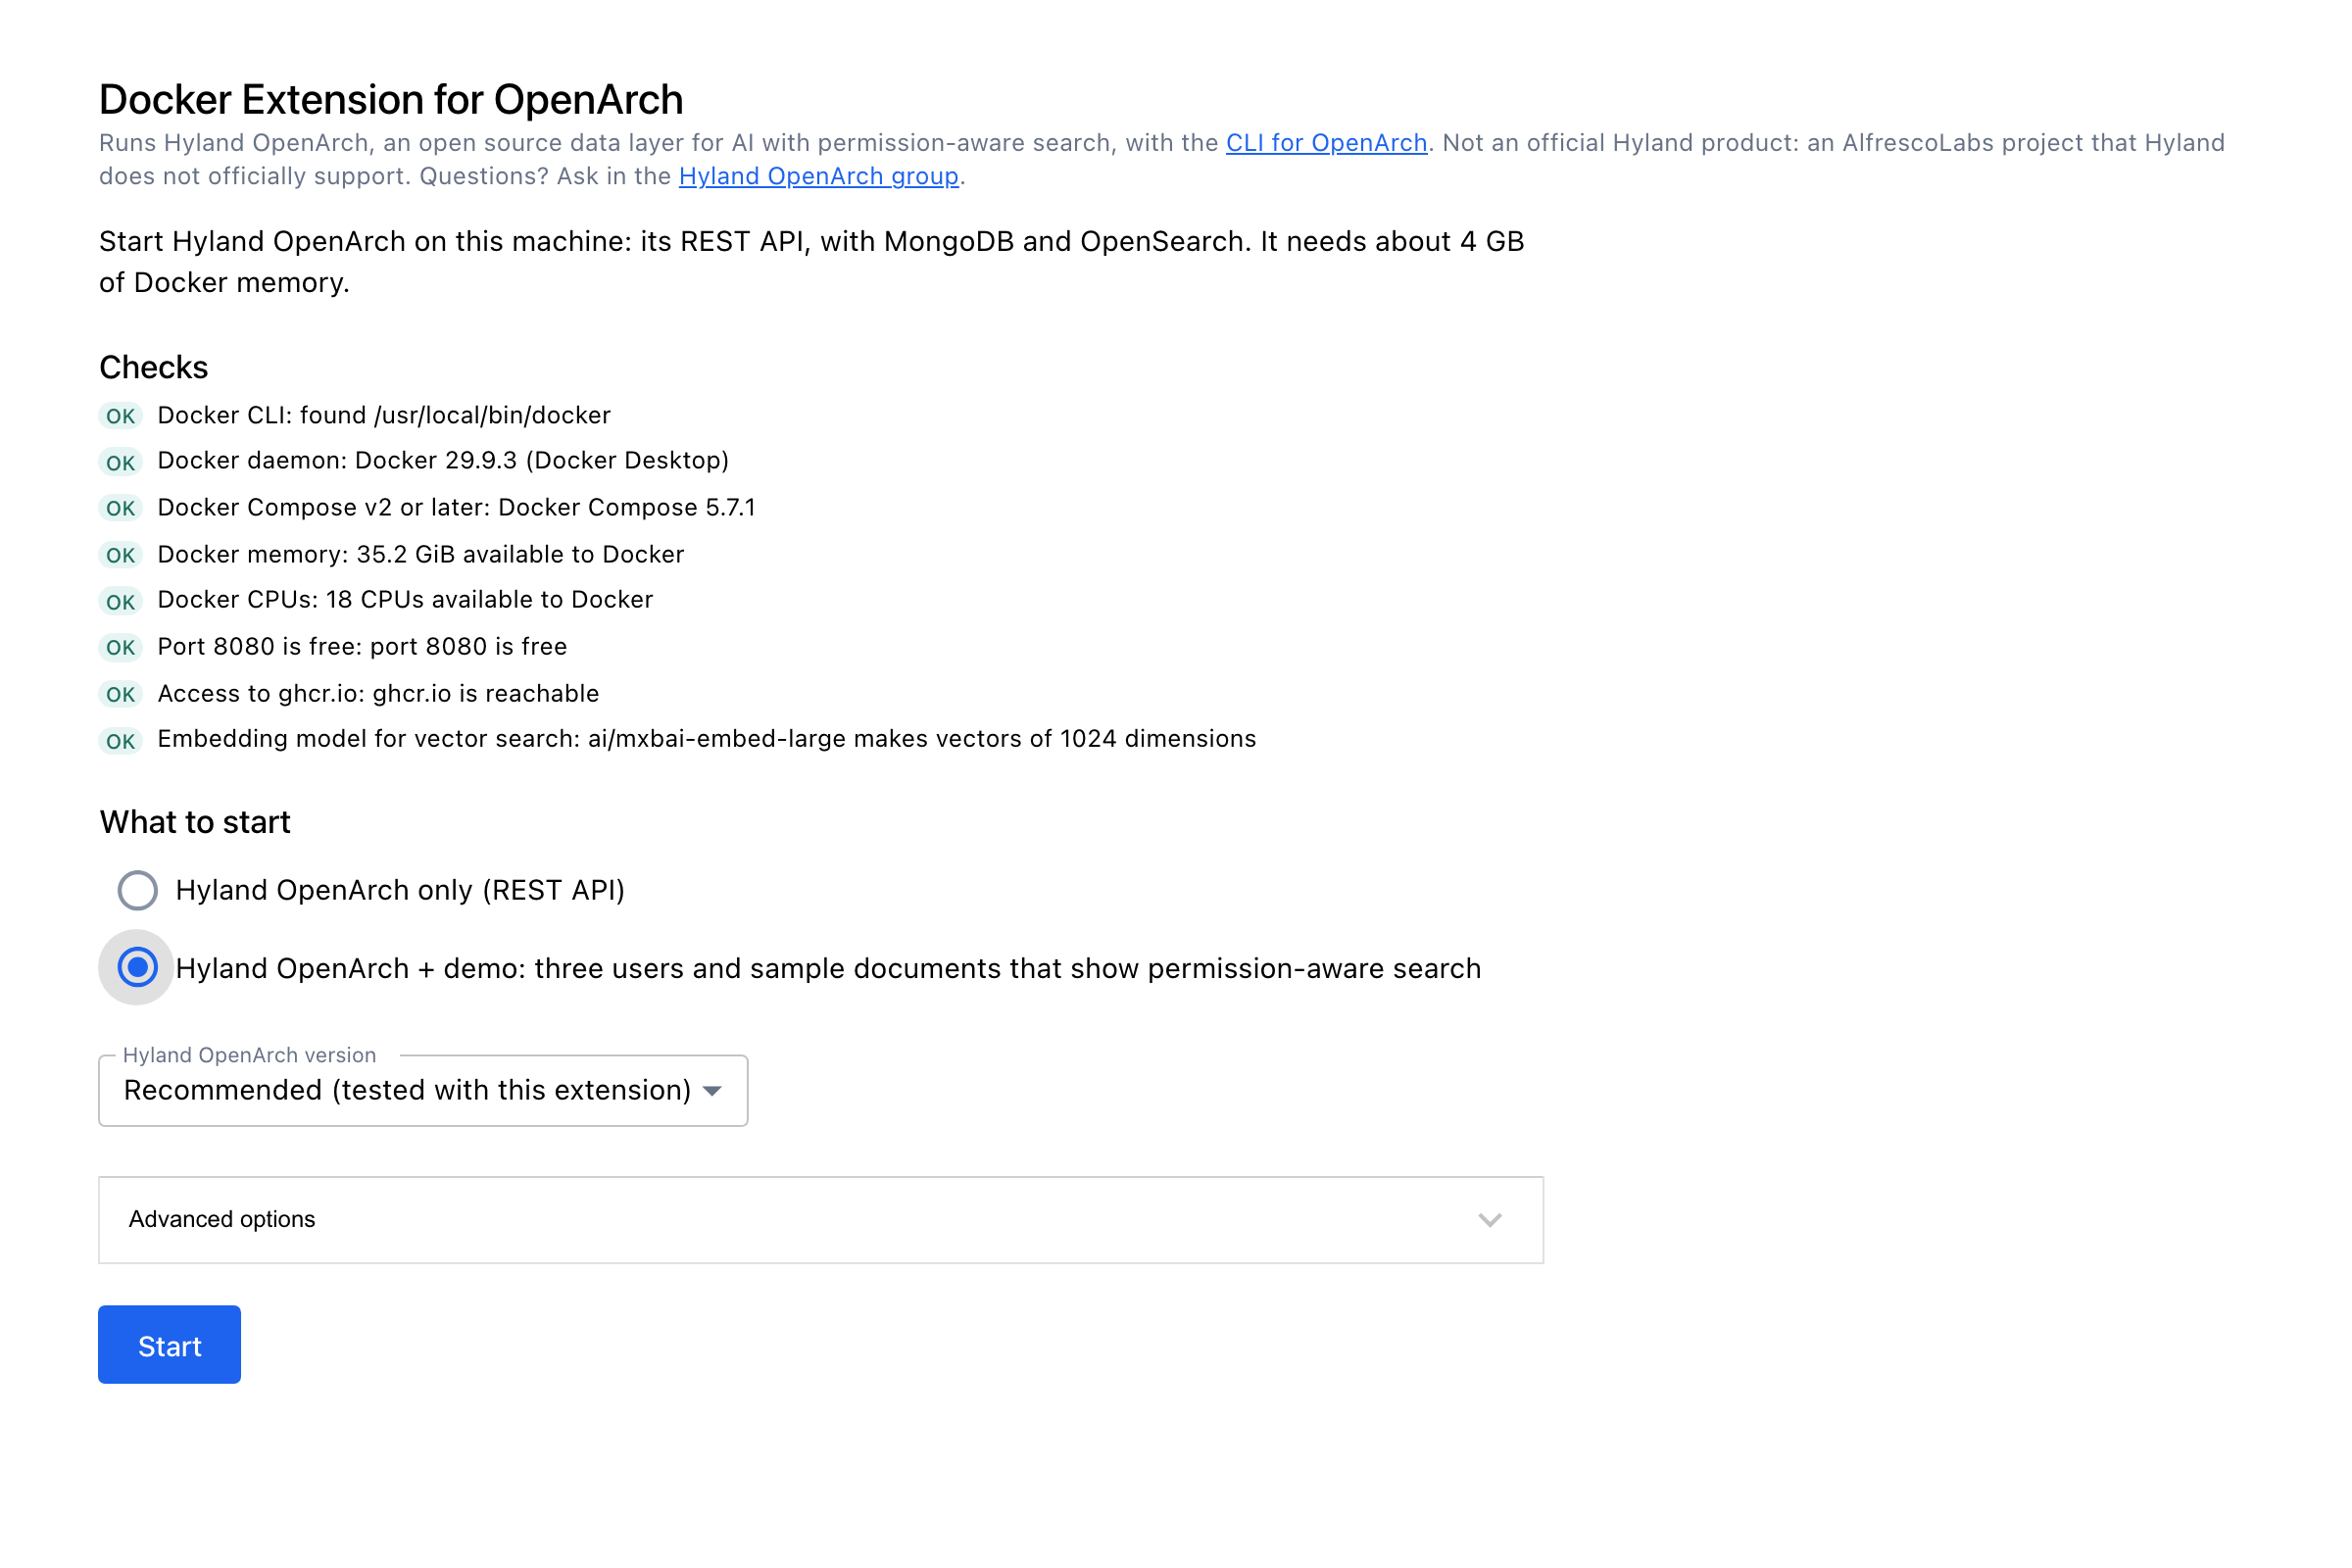 Docker Extension for OpenArch
Runs Hyland OpenArch, an open source data layer for AI with permission-aware search, with the CLI for OpenArch. Not an official Hyland product: an AlfrescoLabs project that Hyland
does not officially support. Questions? Ask in the Hyland OpenArch group.
Start Hyland OpenArch on this machine: its REST API, with MongoDB and OpenSearch. It needs about 4 GB
of Docker memory.
Checks
OK Docker CLI: found /usr/local/bin/docker
OK Docker daemon: Docker 29.9.3 (Docker Desktop)
OK Docker Compose v2 or later: Docker Compose 5.7.1
OK Docker memory: 35.2 GiB available to Docker
OK Docker CPUs: 18 CPUs available to Docker
OK Port 8080 is free: port 8080 is free
OK Access to ghcr.io: ghcr.io is reachable
OK Embedding model for vector search: ai/mxbai-embed-large makes vectors of 1024 dimensions
What to start
Hyland OpenArch only (REST API)
Hyland OpenArch + demo: three users and sample documents that show permission-aware search
Hyland OpenArch version
Recommended (tested with this extension)
Advanced options
Start